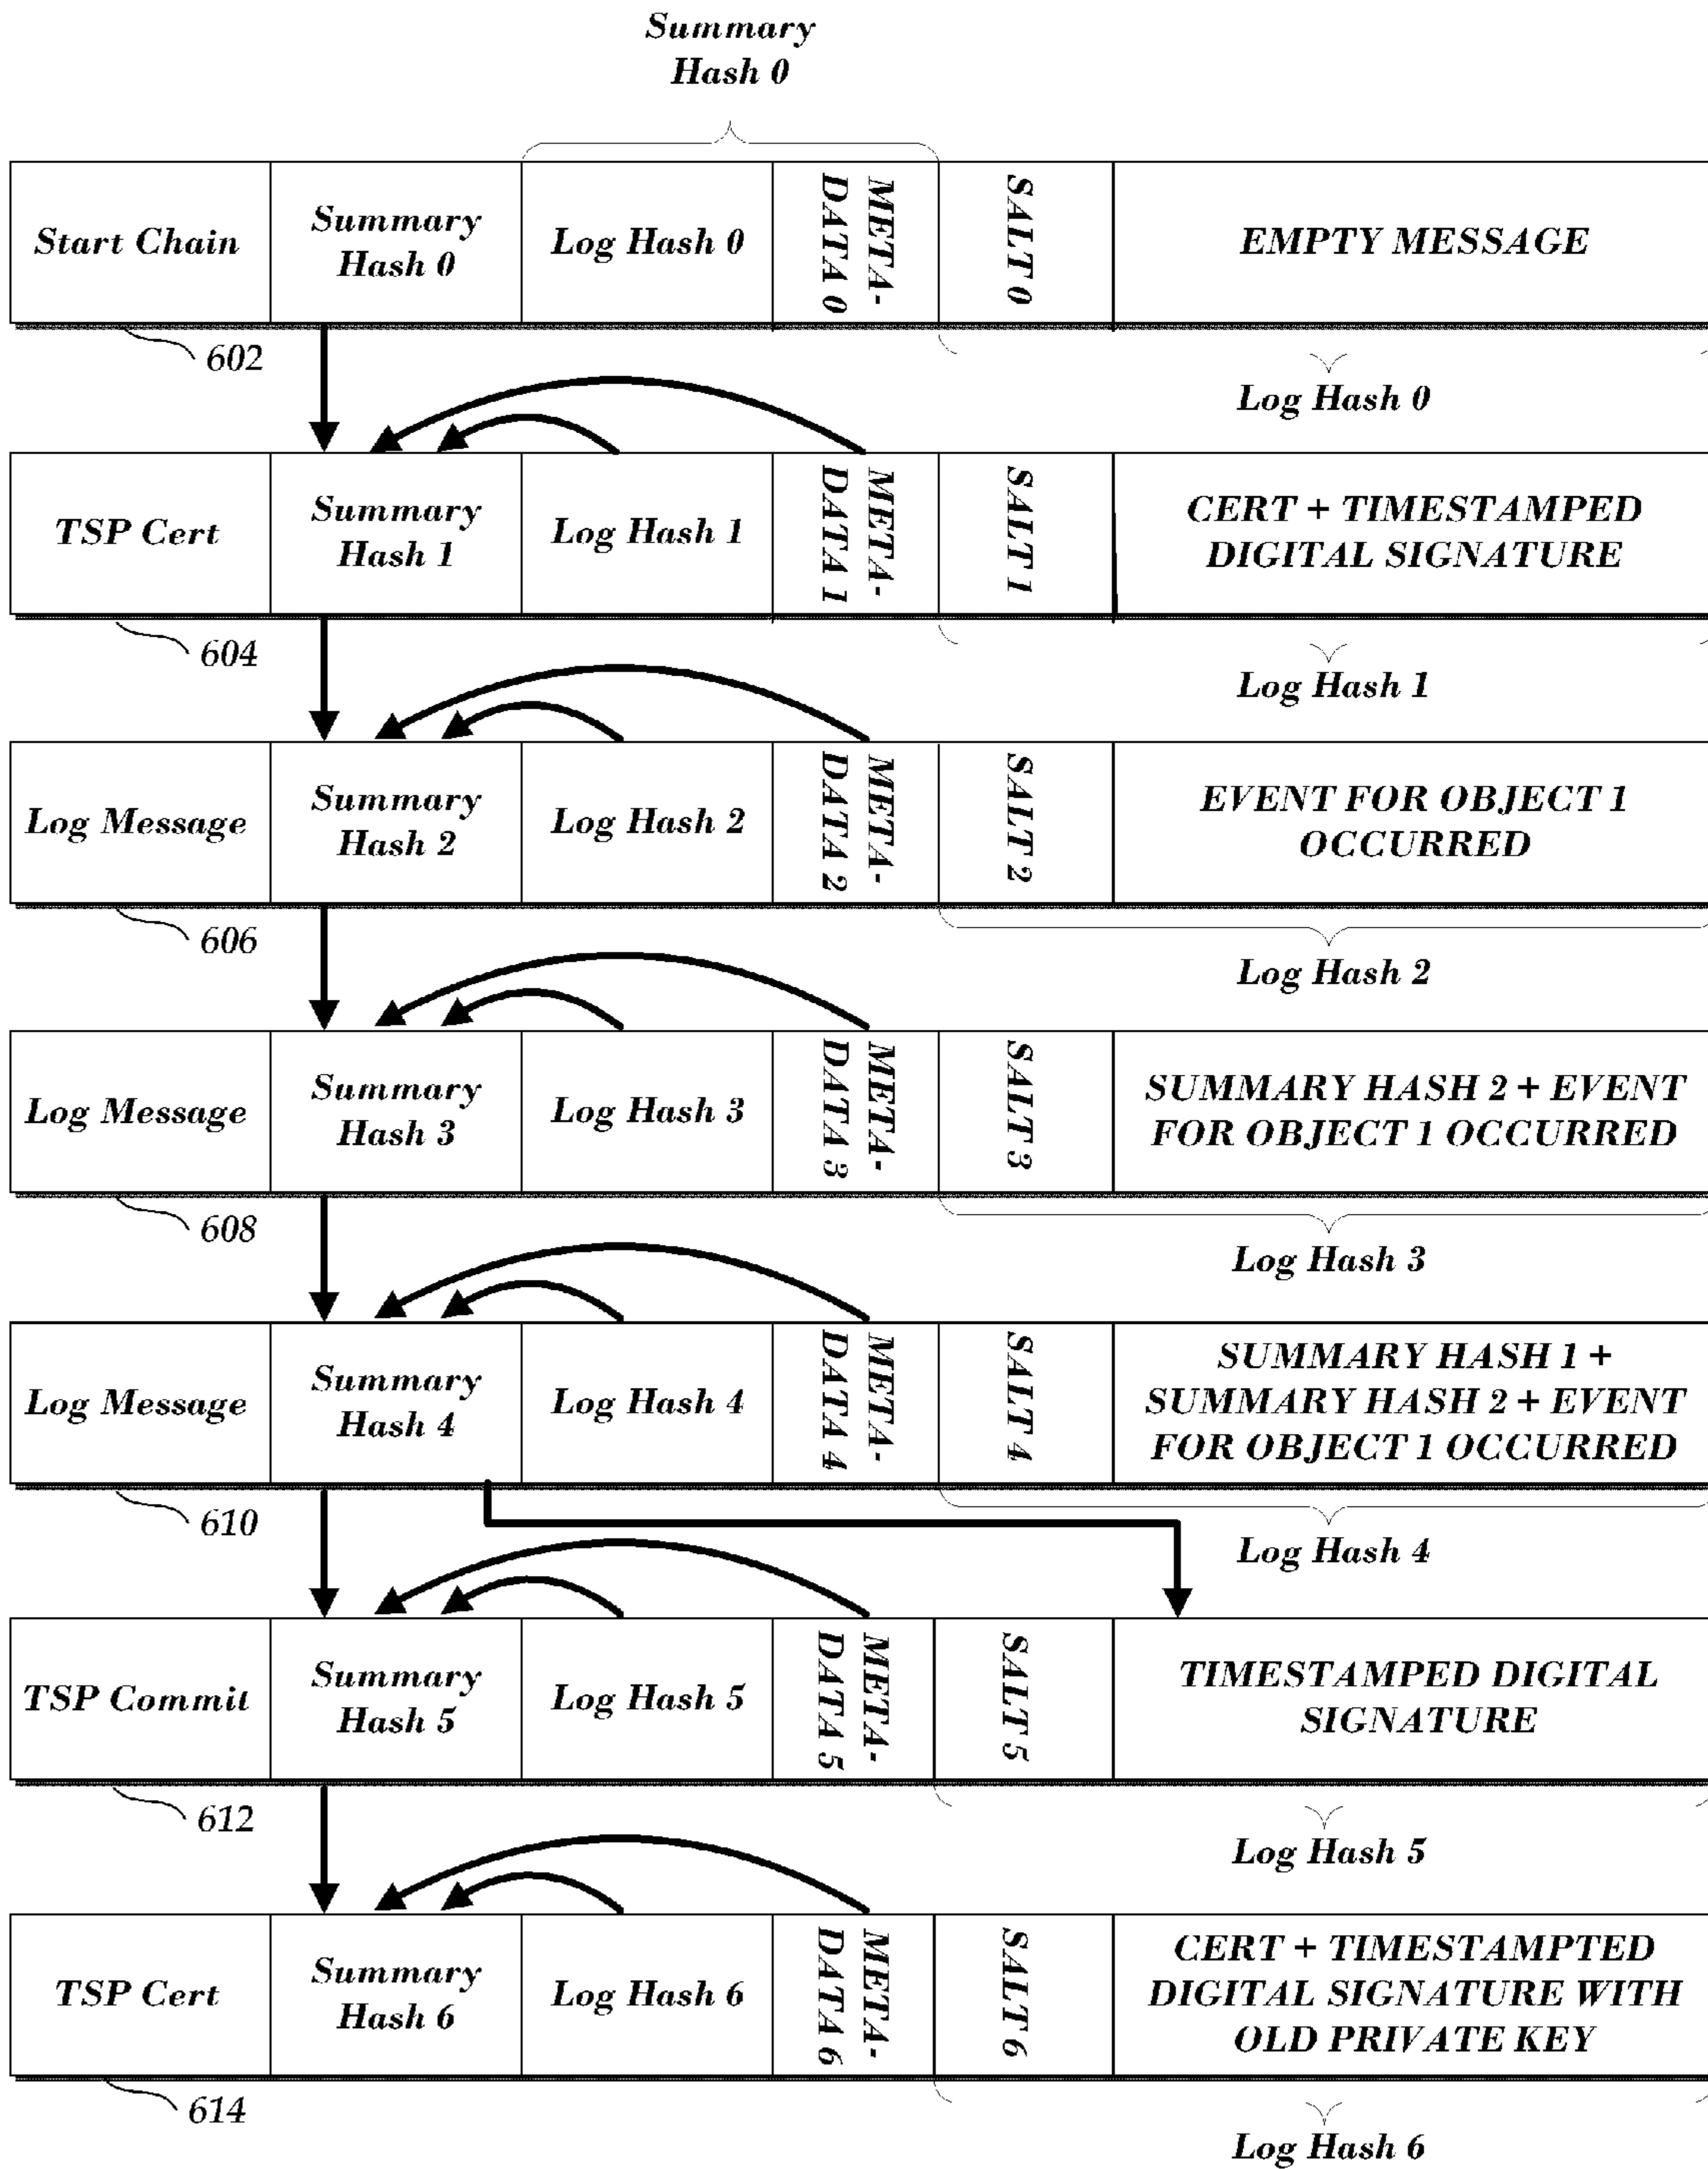 Summary
Hash 0
Start Chain
Summary
Hash 0
Log Hash 0
META-
DATA 0
SALT 0
EMPTY MESSAGE
602
Log Hash 0
TSP Cert
Summary
Hash 1
Log Hash 1
META-
DATA 1
SALT 1
CERT + TIMESTAMPED
DIGITAL SIGNATURE
604
Log Hash 1
Log Message
Summary
Hash 2
Log Hash 2
META-
DATA 2
SALT 2
EVENT FOR OBJECT 1
OCCURRED
606
Log Hash 2
Log Message
Summary
Hash 3
Log Hash 3
META-
DATA 3
SALT 3
SUMMARY HASH 2 + EVENT
FOR OBJECT 1 OCCURRED
608
Log Hash 3
Log Message
Summary
Hash 4
Log Hash 4
META-
DATA 4
SALT 4
SUMMARY HASH 1 +
SUMMARY HASH 2 + EVENT
FOR OBJECT 1 OCCURRED
610
Log Hash 4
TSP Commit
Summary
Hash 5
Log Hash 5
META-
DATA 5
SALT 5
TIMESTAMPED DIGITAL
SIGNATURE
612
Log Hash 5
TSP Cert
Summary
Hash 6
Log Hash 6
META-
DATA 6
SALT 6
CERT + TIMESTAMPTED
DIGITAL SIGNATURE WITH
OLD PRIVATE KEY
614
Log Hash 6